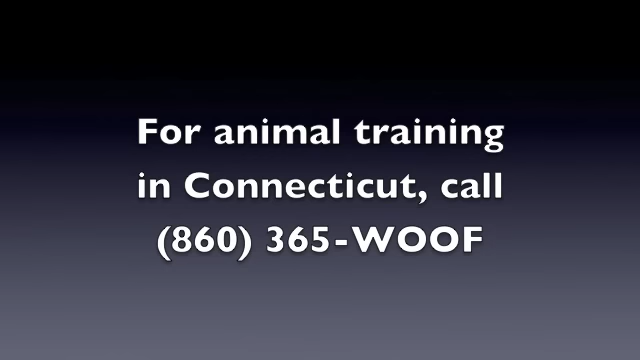 For animal training
in Connecticut, call
(860) 365-WOOF